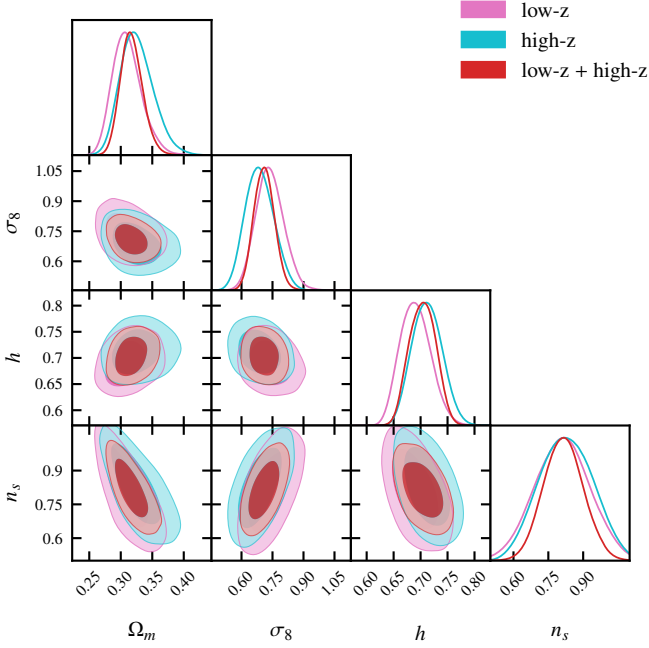 low-z
high-z
low-z + high-z
1.05
0.9
0.75
0.6
σ8
0.8
0.75
0.7
0.65
0.6
h
0.9
0.75
0.6
ns
0.25 0.30 0.35 0.40
0.60 0.75 0.90 1.05
0.60 0.65 0.70 0.75 0.80
0.60 0.75 0.90
Ωm σ8 h ns